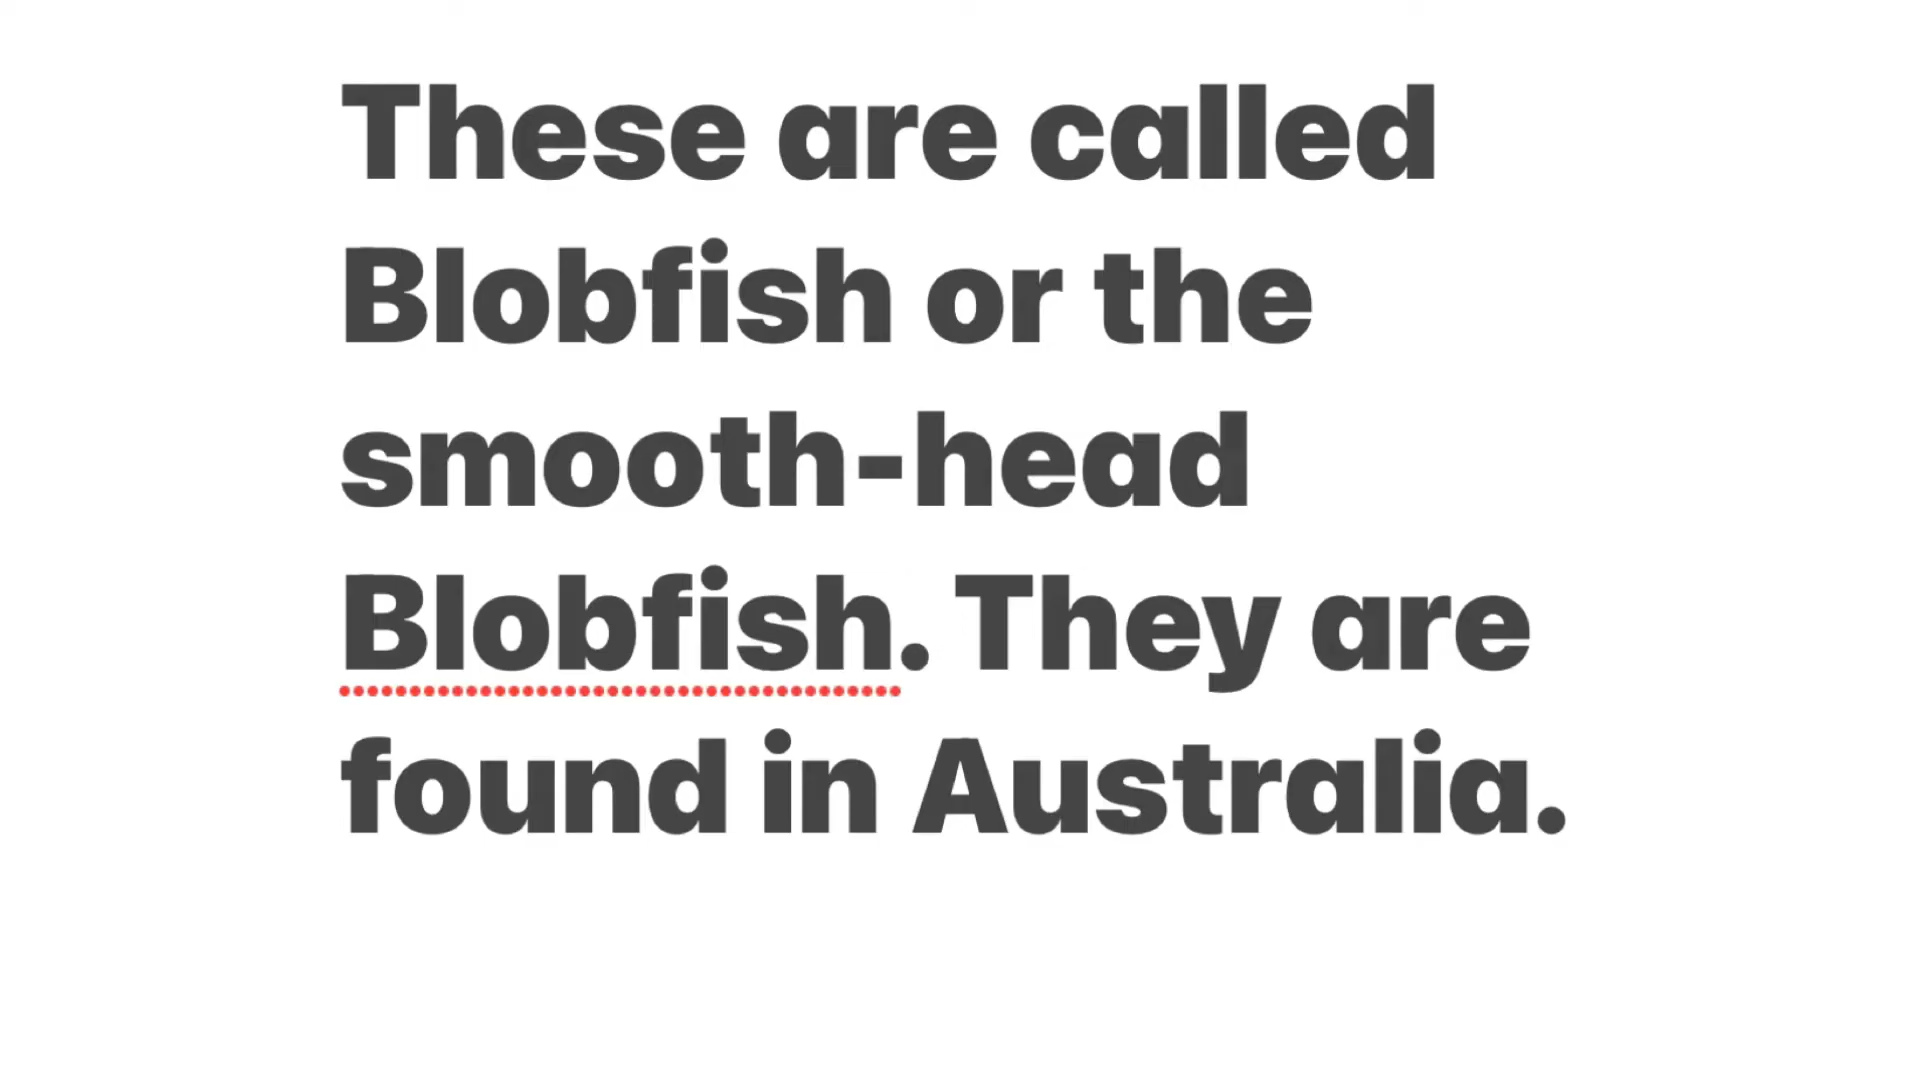 These are called
Blobfish or the
smooth-head
Blobfish. They are
found in Australia.